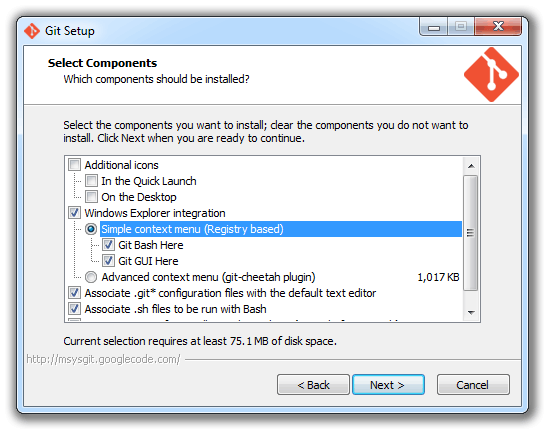 Git Setup
Select Components
Which components should be installed?
Select the components you want to install; clear the components you do not want to
install. Click Next when you are ready to continue.
Additional icons
In the Quick Launch
On the Desktop
Windows Explorer integration
Simple context menu (Registry based)
Git Bash Here
Git GUI Here
Advanced context menu (git-cheetah plugin) 1,017 KB
Associate .git* configuration files with the default text editor
Associate .sh files to be run with Bash
Current selection requires at least 75.1 MB of disk space.
http://msysgit.googlecode.com/
< Back Next > Cancel